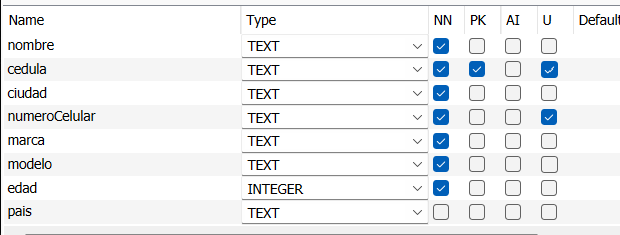 Name Type NN PK AI U Default
nombre TEXT
cedula TEXT
ciudad TEXT
numeroCelular TEXT
marca TEXT
modelo TEXT
edad INTEGER
pais TEXT